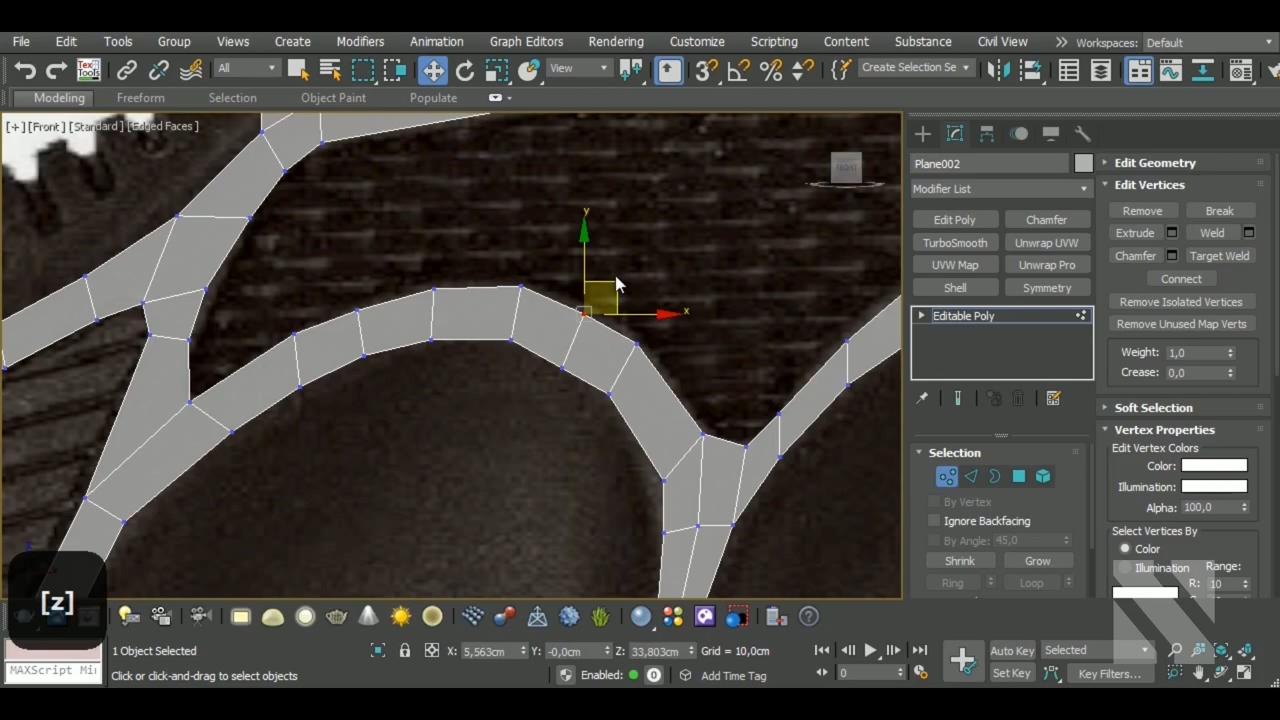 File Edit Tools Group Views Create Modifiers Animation Graph Editors Rendering Customize Scripting Content Substance Civil View Workspaces: Default
Tex Tools All View Create Selection Se
Modeling Freeform Selection Object Paint Populate
[+] [Front] [Standard] [Edged Faces]
FRONT
y
x
Plane002
Modifier List
Edit Poly Chamfer
TurboSmooth Unwrap UVW
UVW Map Unwrap Pro
Shell Symmetry
Editable Poly
Selection
By Vertex
Ignore Backfacing
By Angle: 45,0
Shrink Grow
Ring Loop
Edit Geometry
Edit Vertices
Remove Break
Extrude Weld
Chamfer Target Weld
Connect
Remove Isolated Vertices
Remove Unused Map Verts
Weight: 1,0
Crease: 0,0
Soft Selection
Vertex Properties
Edit Vertex Colors
Color:
Illumination:
Alpha: 100,0
Select Vertices By
Color
Illumination Range:
R: 10
[z]
1 Object Selected X: 5,563cm Y: -0,0cm Z: 33,803cm Grid = 10,0cm Auto Key Selected
MAXScript Mi Click or click-and-drag to select objects Enabled: 0 Add Time Tag 0 Set Key Key Filters...